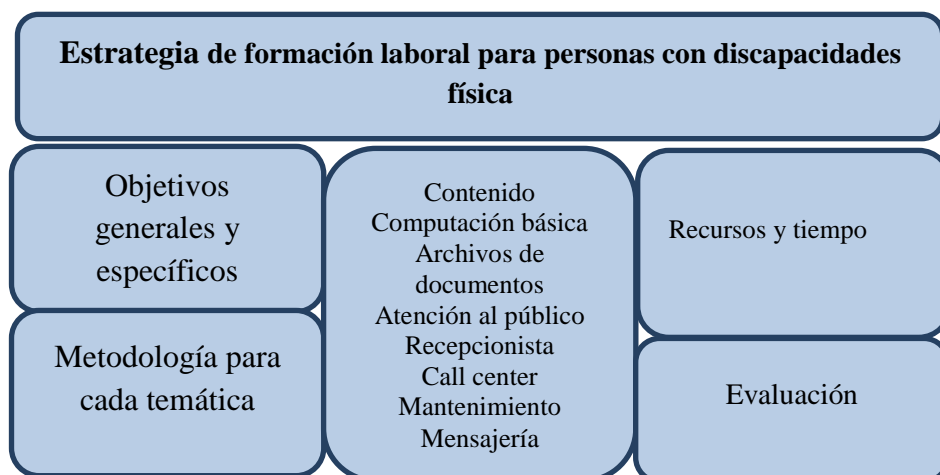 Estrategia de formación laboral para personas con discapacidades
física
Objetivos
generales y
específicos
Metodología para
cada temática
Contenido
Computación básica
Archivos de
documentos
Atención al público
Recepcionista
Call center
Mantenimiento
Mensajería
Recursos y tiempo
Evaluación